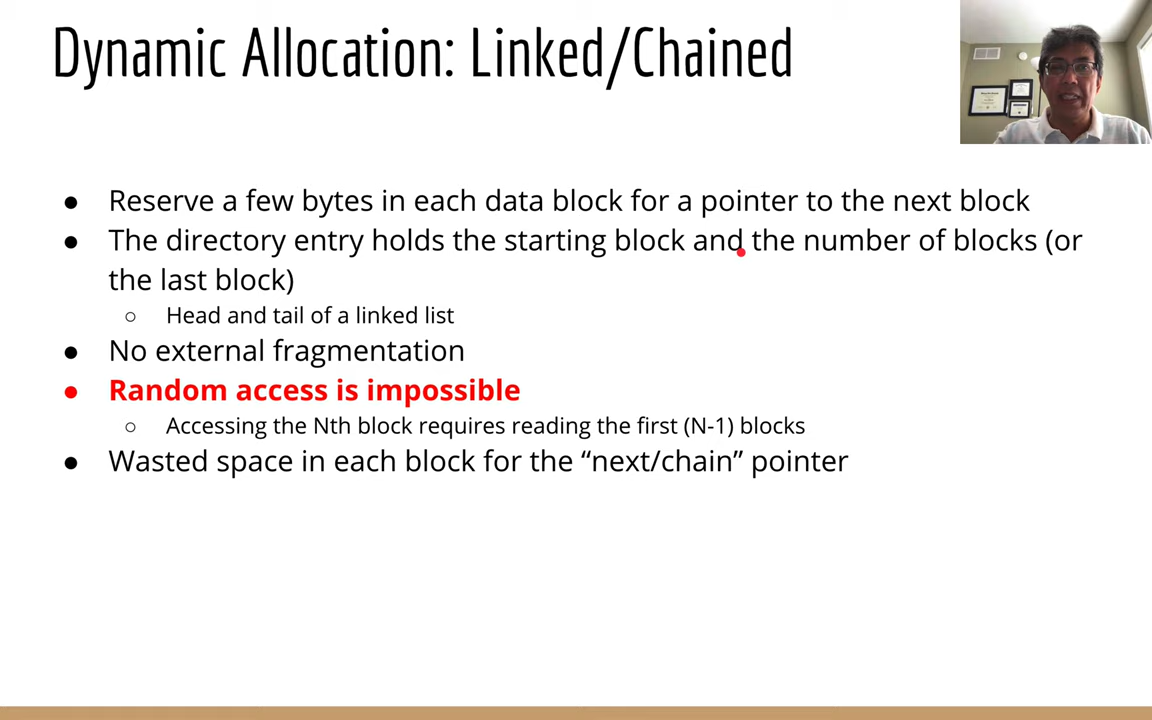 Dynamic Allocation: Linked/Chained
● Reserve a few bytes in each data block for a pointer to the next block
● The directory entry holds the starting block and the number of blocks (or
the last block)
○ Head and tail of a linked list
● No external fragmentation
● Random access is impossible
○ Accessing the Nth block requires reading the first (N-1) blocks
● Wasted space in each block for the “next/chain” pointer